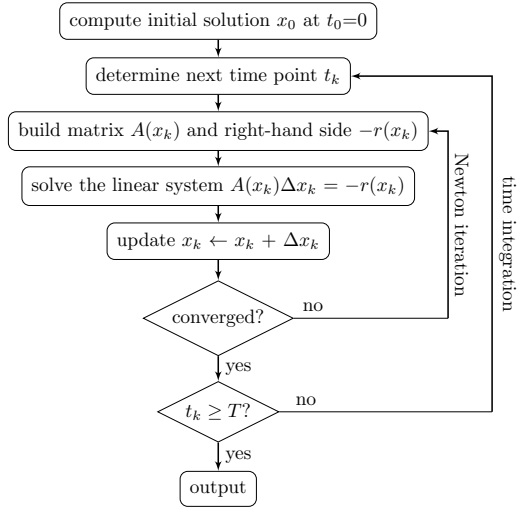 compute initial solution x₀ at t₀=0
determine next time point tₖ
build matrix A(xₖ) and right-hand side −r(xₖ)
solve the linear system A(xₖ)Δxₖ = −r(xₖ)
update xₖ ← xₖ + Δxₖ
converged?
no
Newton iteration
time integration
yes
tₖ ≥ T?
no
yes
output